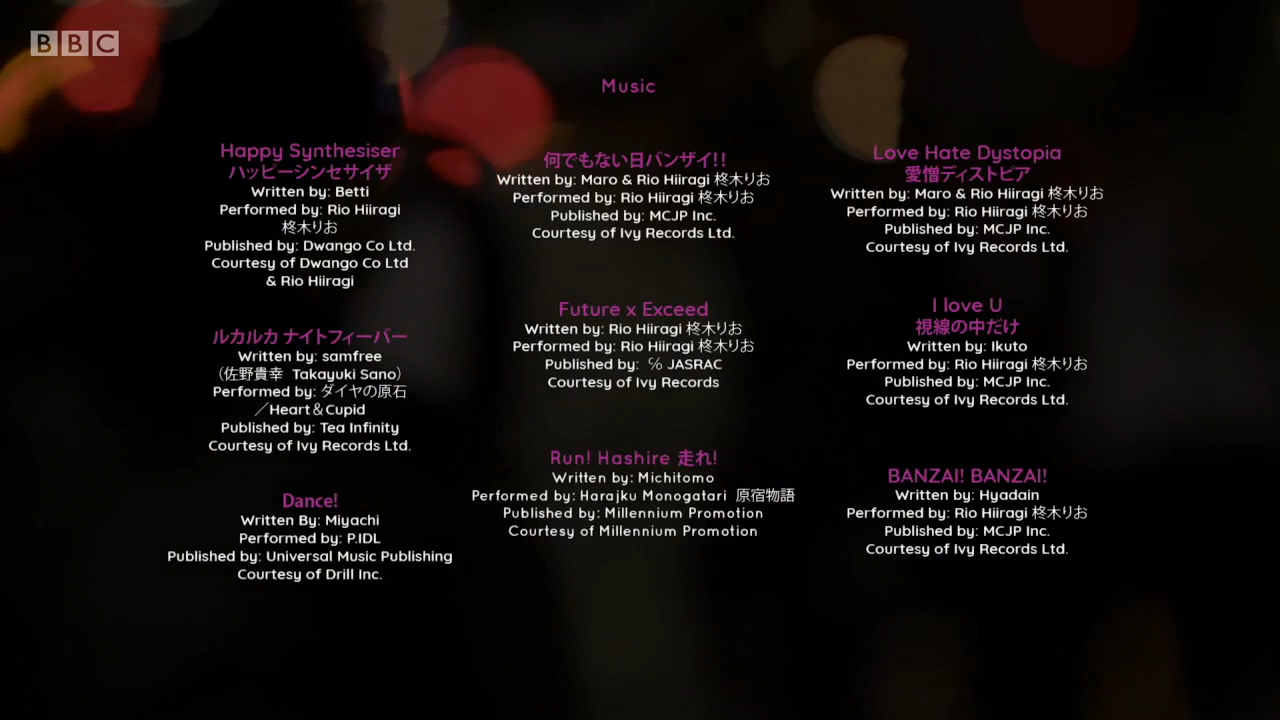 BBC
Music
Happy Synthesiser
ハッピーシンセサイザ
Written by: Betti
Performed by: Rio Hiiragi
柊木りお
Published by: Dwango Co Ltd.
Courtesy of Dwango Co Ltd
& Rio Hiiragi
ルカルカ ナイトフィーバー
Written by: samfree
（佐野貴幸 Takayuki Sano）
Performed by: ダイヤの原石
／Heart＆Cupid
Published by: Tea Infinity
Courtesy of Ivy Records Ltd.
Dance!
Written By: Miyachi
Performed by: P.IDL
Published by: Universal Music Publishing
Courtesy of Drill Inc.
何でもない日バンザイ!!
Written by: Maro & Rio Hiiragi 柊木りお
Performed by: Rio Hiiragi 柊木りお
Published by: MCJP Inc.
Courtesy of Ivy Records Ltd.
Future x Exceed
Written by: Rio Hiiragi 柊木りお
Performed by: Rio Hiiragi 柊木りお
Published by: ℅ JASRAC
Courtesy of Ivy Records
Run! Hashire 走れ!
Written by: Michitomo
Performed by: Harajku Monogatari 原宿物語
Published by: Millennium Promotion
Courtesy of Millennium Promotion
Love Hate Dystopia
愛憎ディストピア
Written by: Maro & Rio Hiiragi 柊木りお
Performed by: Rio Hiiragi 柊木りお
Published by: MCJP Inc.
Courtesy of Ivy Records Ltd.
I love U
視線の中だけ
Written by: Ikuto
Performed by: Rio Hiiragi 柊木りお
Published by: MCJP Inc.
Courtesy of Ivy Records Ltd.
BANZAI! BANZAI!
Written by: Hyadain
Performed by: Rio Hiiragi 柊木りお
Published by: MCJP Inc.
Courtesy of Ivy Records Ltd.